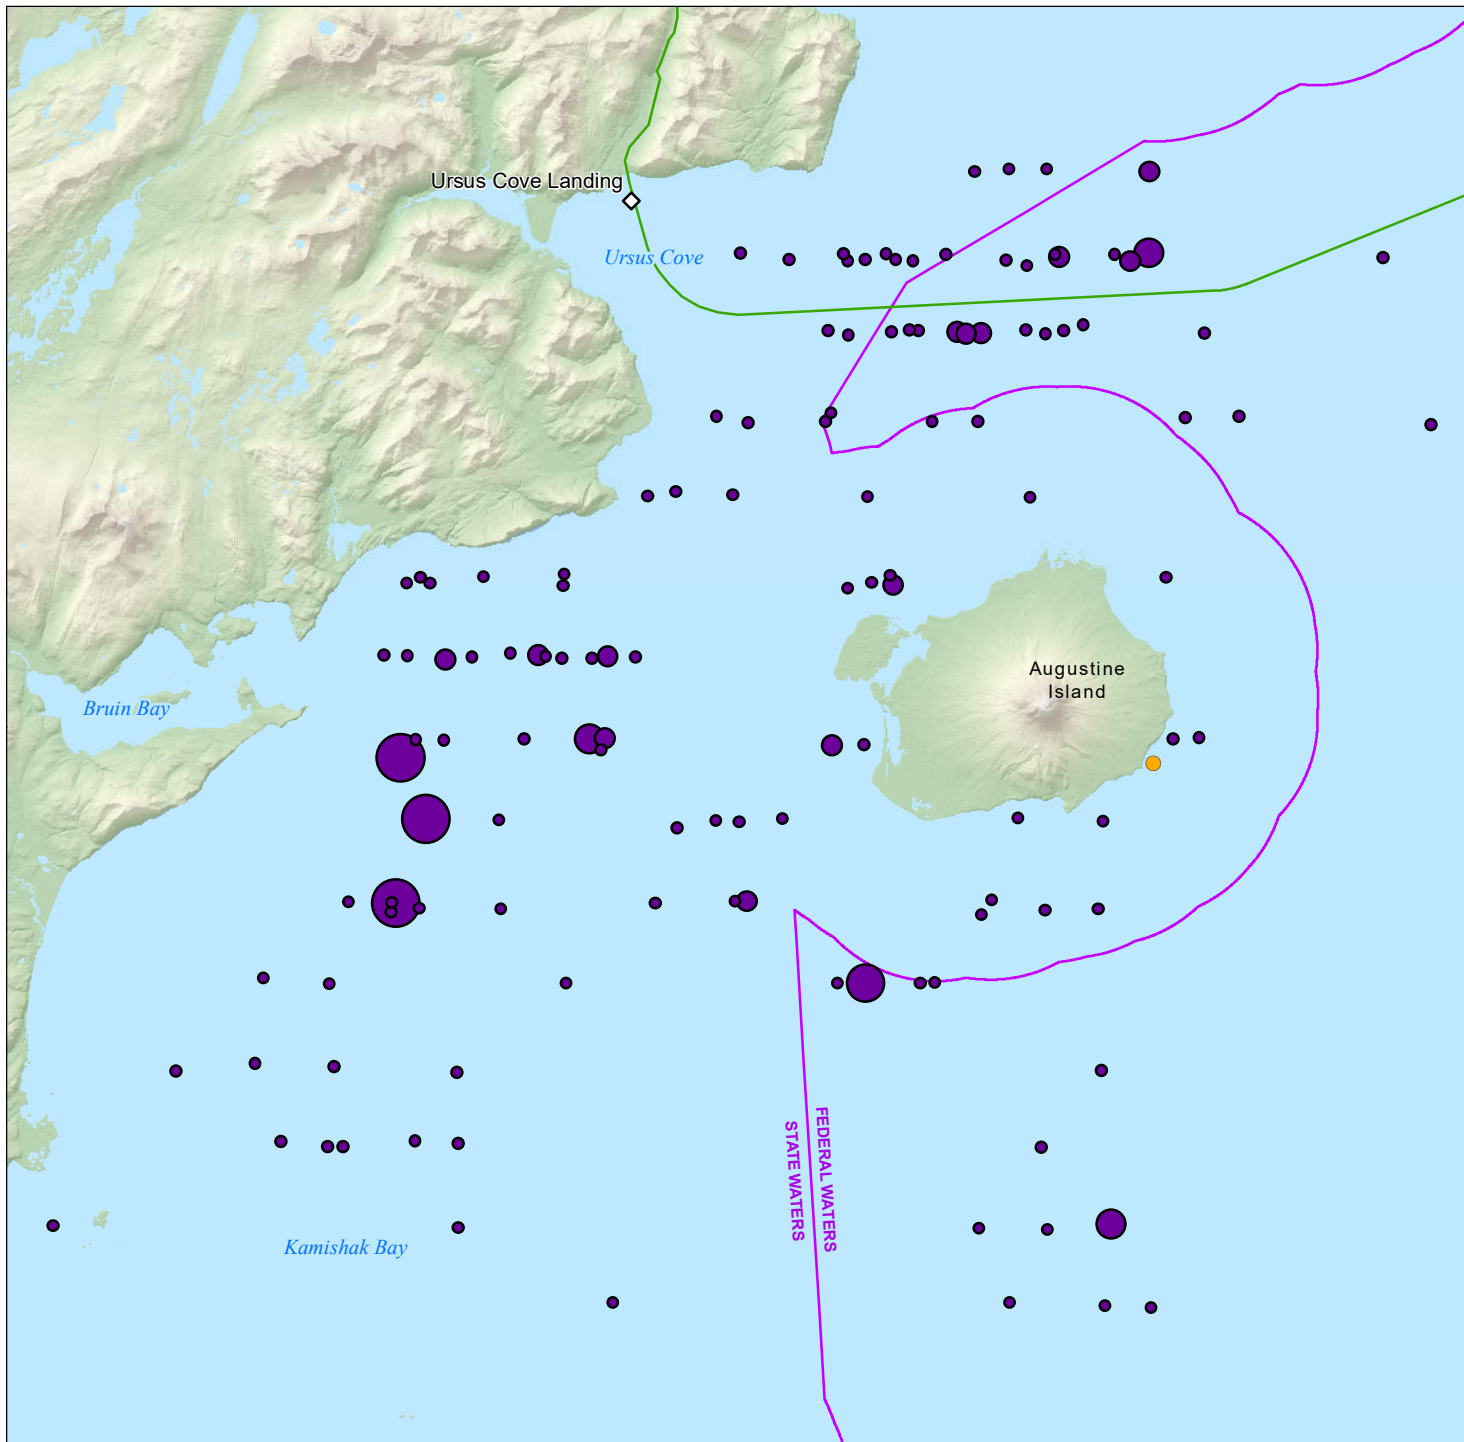 Ursus Cove Landing
Ursus Cove
Augustine
Island
Bruin Bay
FEDERAL WATERS
STATE WATERS
Kamishak Bay